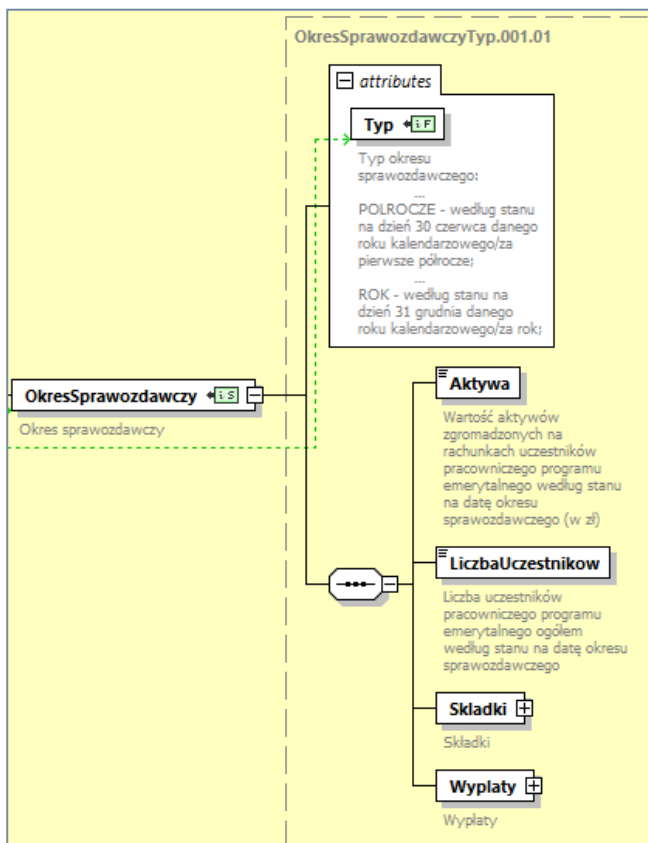 OkresSprawozdawczyTyp.001.01
attributes
Typ
iF
Typ okresu
sprawozdawczego:
...
POLROCZE - według stanu
na dzień 30 czerwca danego
roku kalendarzowego/za
pierwsze półrocze;
...
ROK - według stanu na
dzień 31 grudnia danego
roku kalendarzowego/za rok;
OkresSprawozdawczy
iS
Okres sprawozdawczy
Aktywa
Wartość aktywów
zgromadzonych na
rachunkach uczestników
pracowniczego programu
emerytalnego według stanu
na datę okresu
sprawozdawczego (w zł)
LiczbaUczestnikow
Liczba uczestników
pracowniczego programu
emerytalnego ogółem
według stanu na datę okresu
sprawozdawczego
Skladki
Składki
Wyplaty
Wypłaty